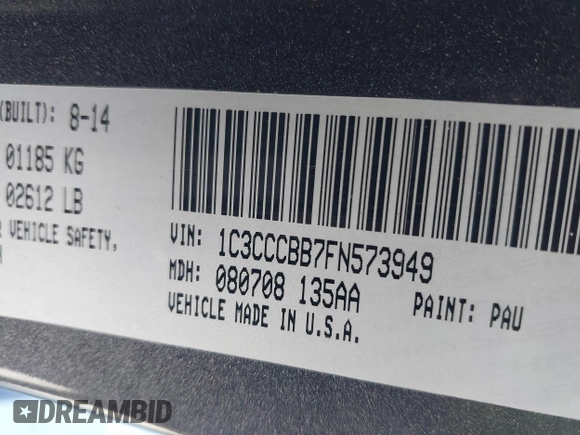 (BUILT): 8-14
01185 KG
02612 LB
VEHICLE SAFETY,
VIN: 1C3CCCBB7FN573949
MDH: 080708 135AA
PAINT: PAU
VEHICLE MADE IN U.S.A.
DREAMBID